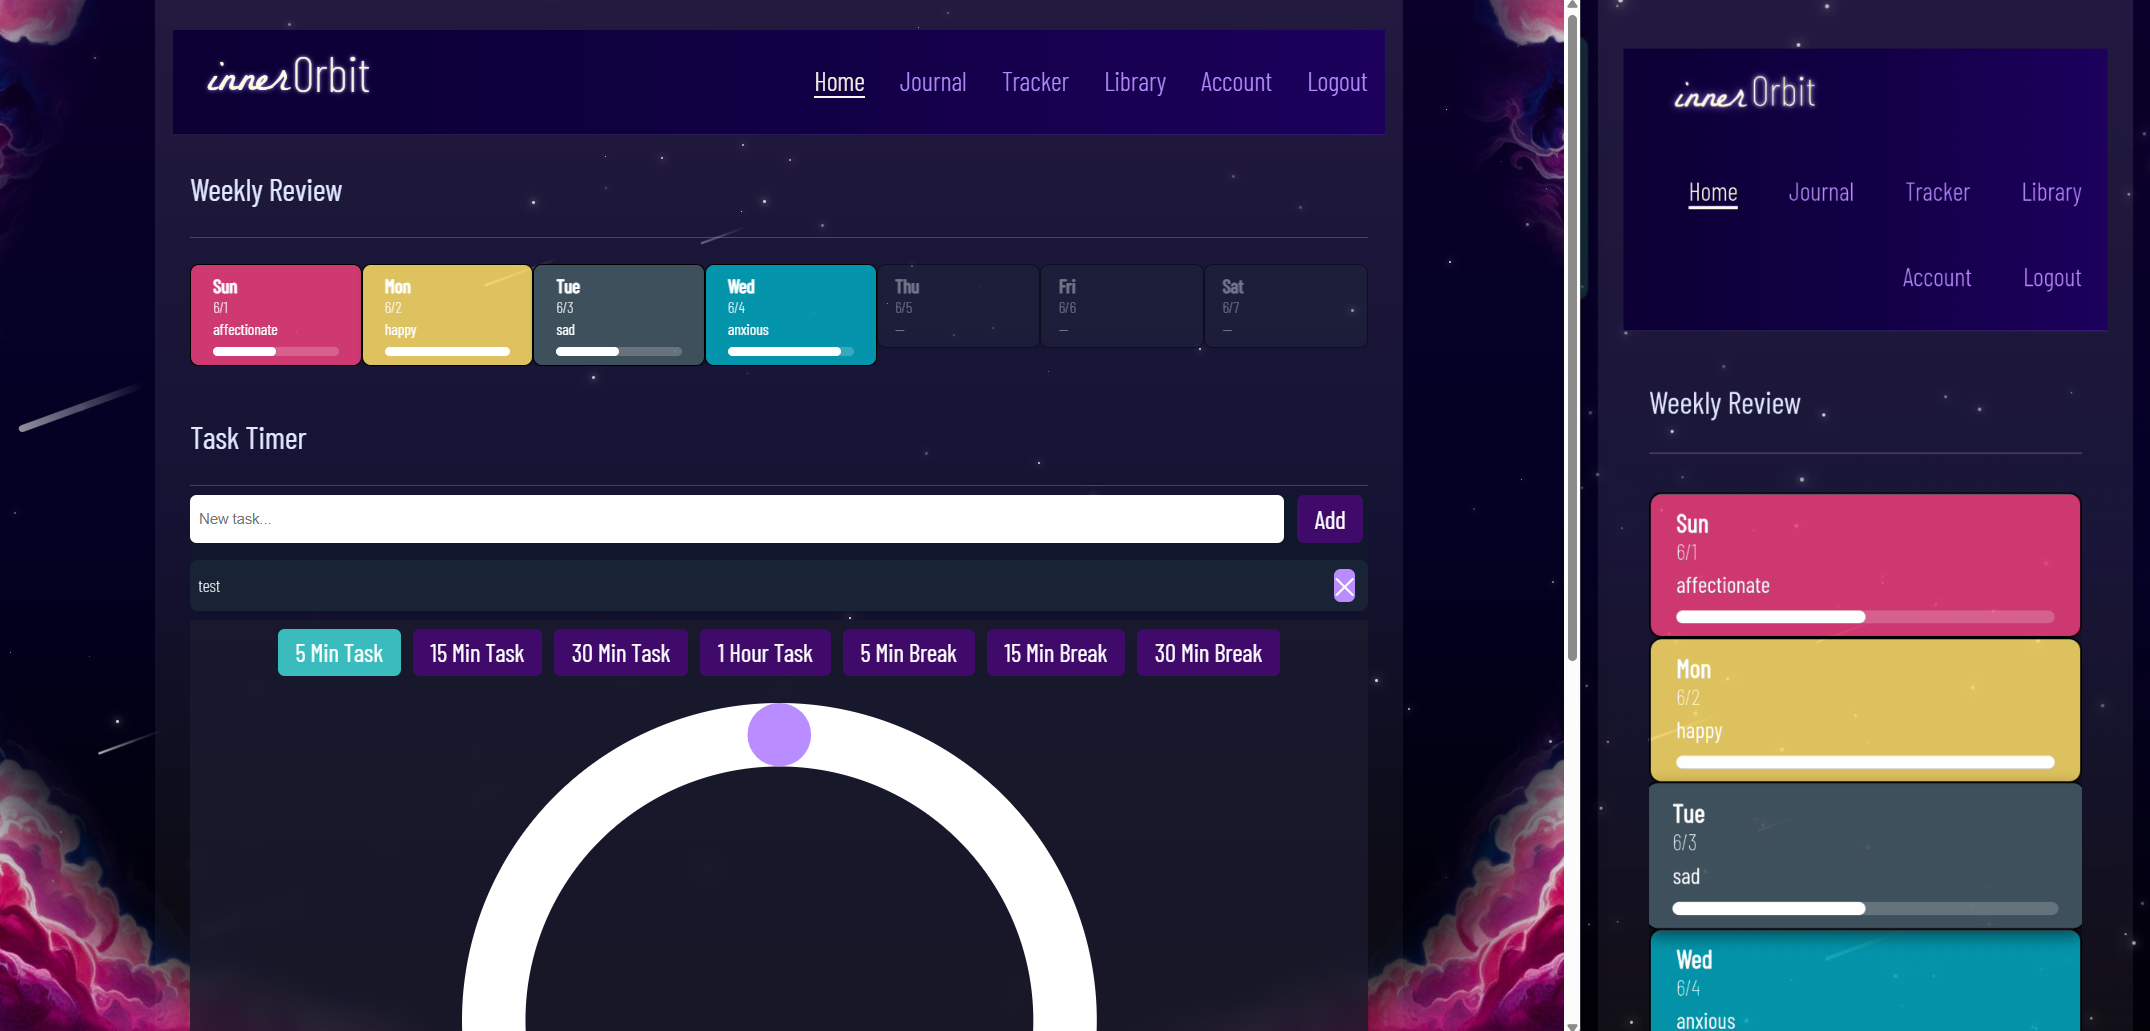 innerOrbit
Home Journal Tracker Library Account Logout
Weekly Review
Sun
6/1
affectionate
Mon
6/2
happy
Tue
6/3
sad
Wed
6/4
anxious
Thu
6/5
—
Fri
6/6
—
Sat
6/7
—
Task Timer
New task...
Add
test
5 Min Task
15 Min Task
30 Min Task
1 Hour Task
5 Min Break
15 Min Break
30 Min Break
inner Orbit
Home Journal Tracker Library
Account Logout
Weekly Review
Sun
6/1
affectionate
Mon
6/2
happy
Tue
6/3
sad
Wed
6/4
anxious